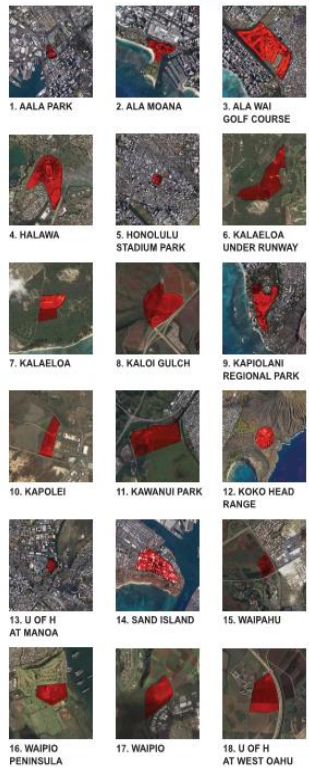 1. AALA PARK
2. ALA MOANA
3. ALA WAI
GOLF COURSE
4. HALAWA
5. HONOLULU
STADIUM PARK
6. KALAELOA
UNDER RUNWAY
7. KALAELOA
8. KALOI GULCH
9. KAPIOLANI
REGIONAL PARK
10. KAPOLEI
11. KAWANUI PARK
12. KOKO HEAD
RANGE
13. U OF H
AT MANOA
14. SAND ISLAND
15. WAIPAHU
16. WAIPIO
PENINSULA
17. WAIPIO
18. U OF H
AT WEST OAHU